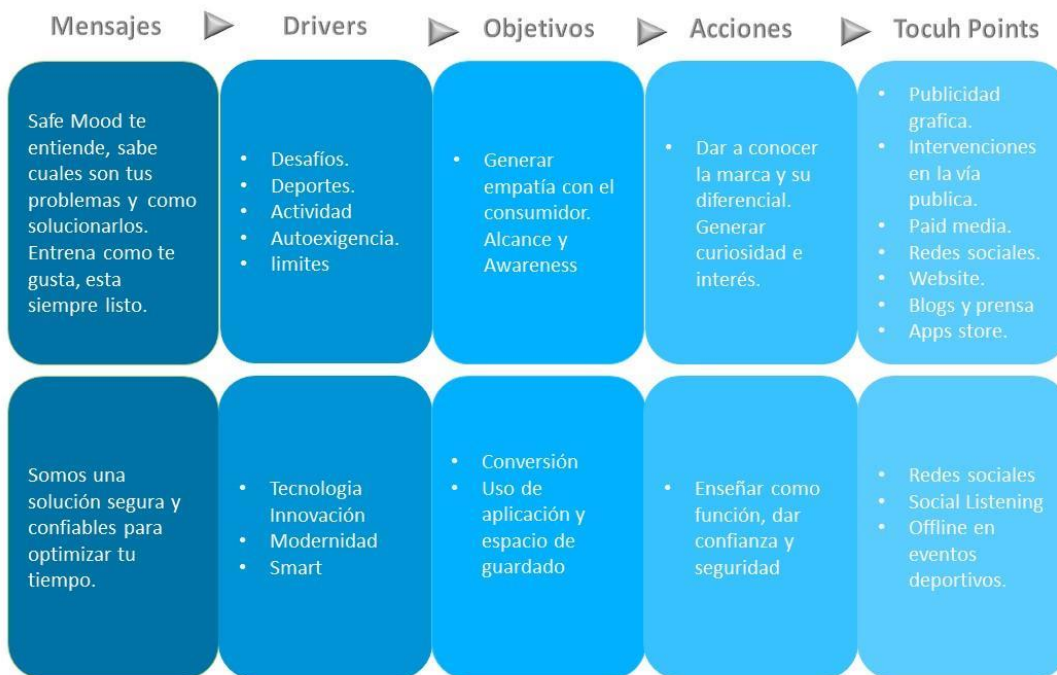 Mensajes
Drivers
Objetivos
Acciones
Tocuh Points
Safe Mood te
entiende, sabe
cuales son tus
problemas y como
solucionarlos.
Entrena como te
gusta, esta
siempre listo.
• Desafíos.
• Deportes.
• Actividad
• Autoexigencia.
• limites
• Generar
empatía con el
consumidor.
Alcance y
Awareness
• Dar a conocer
la marca y su
diferencial.
Generar
curiosidad e
interés.
• Publicidad
grafica.
• Intervenciones
en la vía
publica.
• Paid media.
• Redes sociales.
• Website.
• Blogs y prensa
• Apps store.
Somos una
solución segura y
confiables para
optimizar tu
tiempo.
• Tecnologia
Innovación
• Modernidad
• Smart
• Conversión
• Uso de
aplicación y
espacio de
guardado
• Enseñar como
función, dar
confianza y
seguridad
• Redes sociales
• Social Listening
• Offline en
eventos
deportivos.